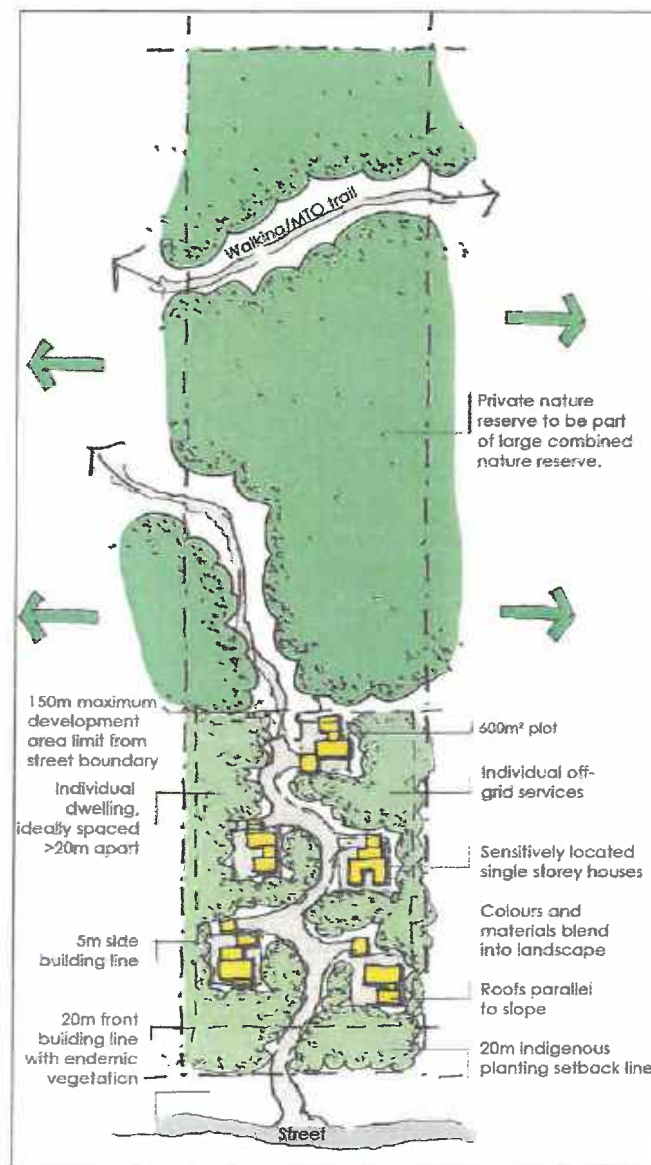 Walking/MTO trail
Private nature
reserve to be part
of large combined
nature reserve.
150m maximum
development
area limit from
street boundary
600m² plot
Individual
dwelling,
ideally spaced
>20m apart
Individual off-
grid services
Sensitively located
single storey houses
5m side
building line
Colours and
materials blend
into landscape
Roofs parallel
to slope
20m front
building line
with endemic
vegetation
20m indigenous
planting setback line
Street